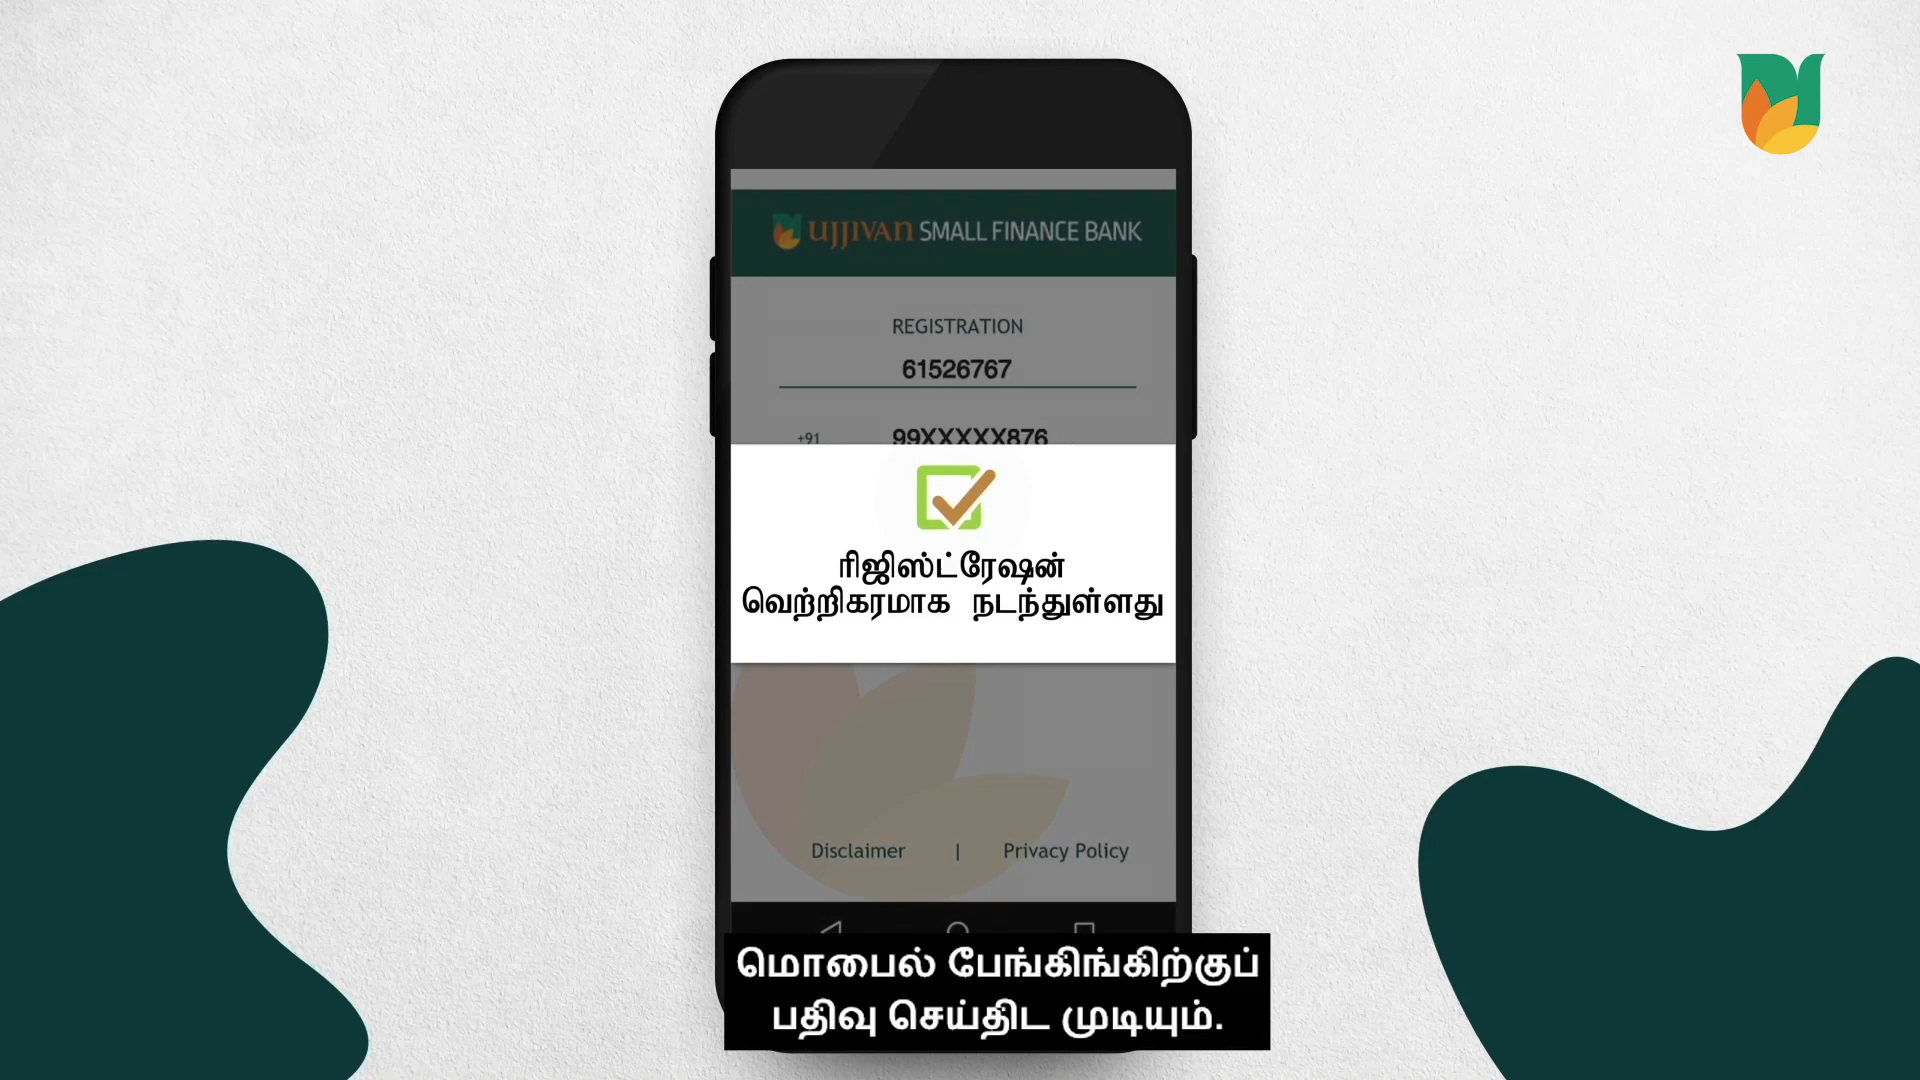 UJJIVAN SMALL FINANCE BANK
REGISTRATION
61526767
+91 99XXXXX876
ரிஜிஸ்ட்ரேஷன்
வெற்றிகரமாக நடந்துள்ளது
Disclaimer | Privacy Policy
மொபைல் பேங்கிங்கிற்குப்
பதிவு செய்திட முடியும்.